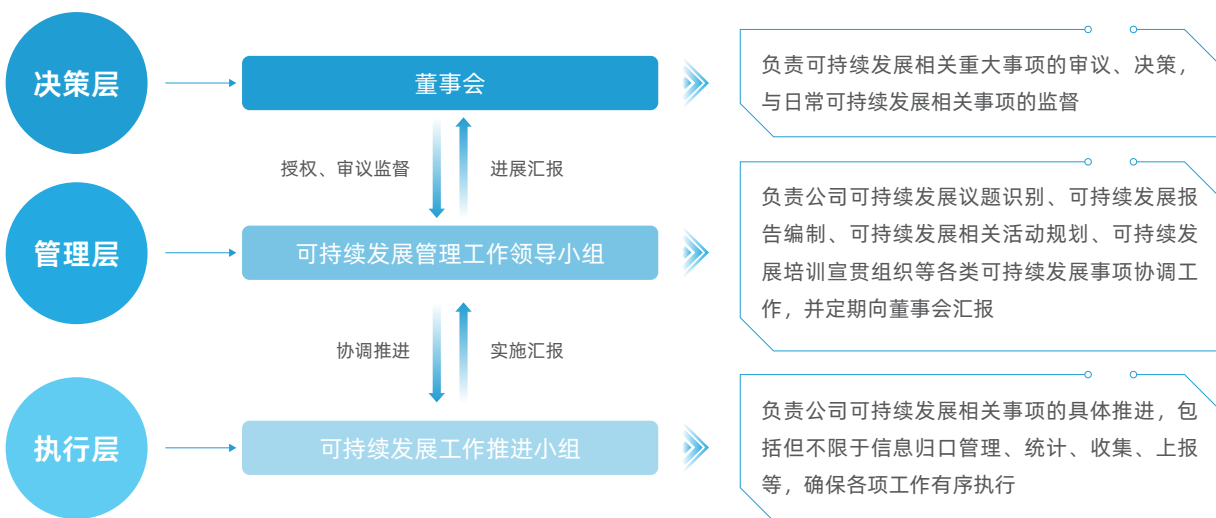 决策层
董事会
负责可持续发展相关重大事项的审议、决策，
与日常可持续发展相关事项的监督
授权、审议监督
进展汇报
管理层
可持续发展管理工作领导小组
负责公司可持续发展议题识别、可持续发展报
告编制、可持续发展相关活动规划、可持续发
展培训宣贯组织等各类可持续发展事项协调工
作，并定期向董事会汇报
协调推进
实施汇报
执行层
可持续发展工作推进小组
负责公司可持续发展相关事项的具体推进，包
括但不限于信息归口管理、统计、收集、上报
等，确保各项工作有序执行